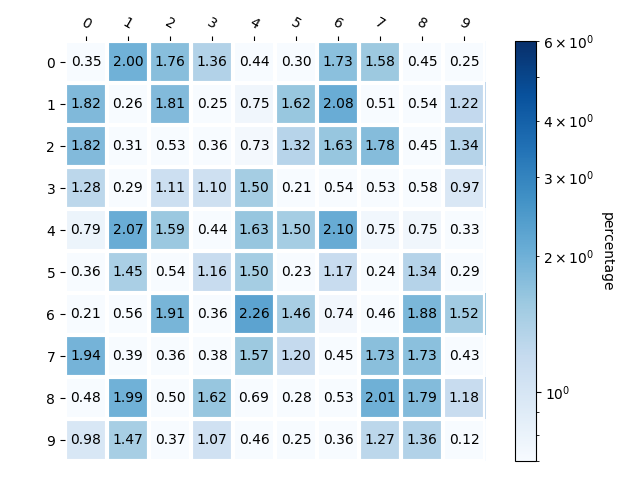 0 1 2 3 4 5 6 7 8 9
0 0.35 2.00 1.76 1.36 0.44 0.30 1.73 1.58 0.45 0.25
1 1.82 0.26 1.81 0.25 0.75 1.62 2.08 0.51 0.54 1.22
2 1.82 0.31 0.53 0.36 0.73 1.32 1.63 1.78 0.45 1.34
3 1.28 0.29 1.11 1.10 1.50 0.21 0.54 0.53 0.58 0.97
4 0.79 2.07 1.59 0.44 1.63 1.50 2.10 0.75 0.75 0.33
5 0.36 1.45 0.54 1.16 1.50 0.23 1.17 0.24 1.34 0.29
6 0.21 0.56 1.91 0.36 2.26 1.46 0.74 0.46 1.88 1.52
7 1.94 0.39 0.36 0.38 1.57 1.20 0.45 1.73 1.73 0.43
8 0.48 1.99 0.50 1.62 0.69 0.28 0.53 2.01 1.79 1.18
9 0.98 1.47 0.37 1.07 0.46 0.25 0.36 1.27 1.36 0.12
6 × 10⁰
4 × 10⁰
3 × 10⁰
2 × 10⁰
10⁰
percentage